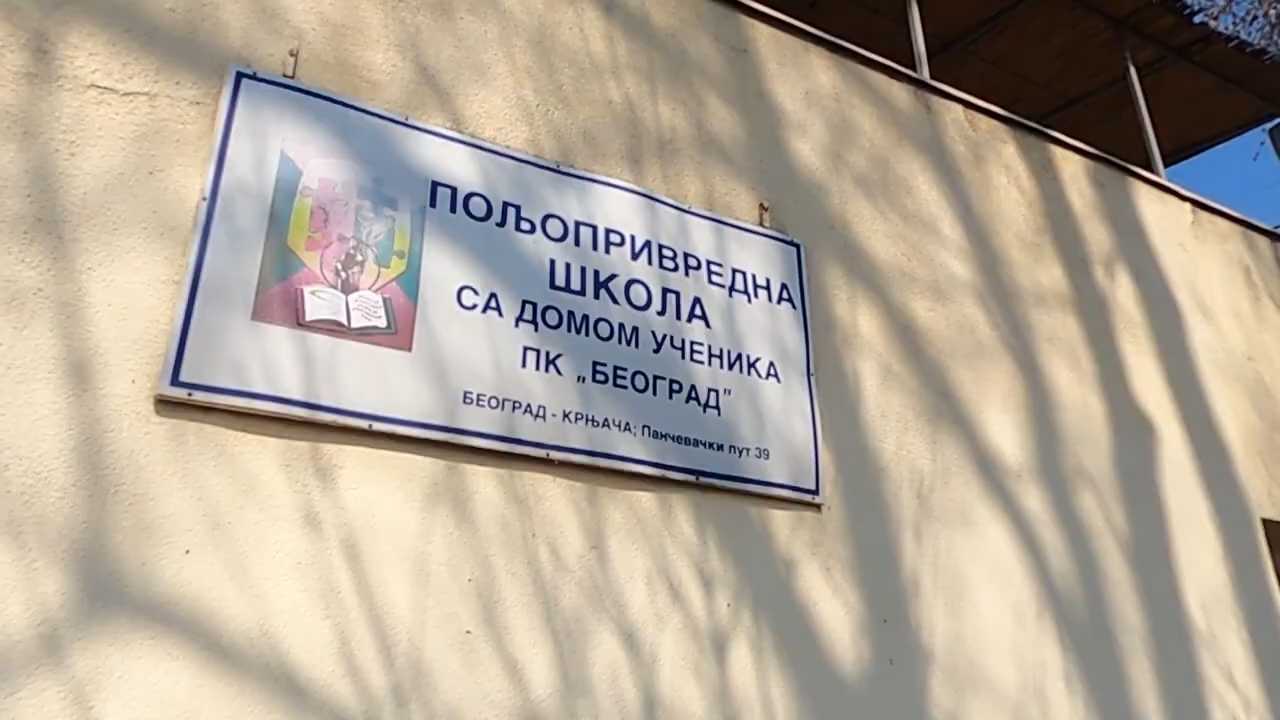 ПОЉОПРИВРЕДНА
ШКОЛА
СА ДОМОМ УЧЕНИКА
ПК „БЕОГРАД”
БЕОГРАД - КРЊАЧА; Панчевачки пут 39